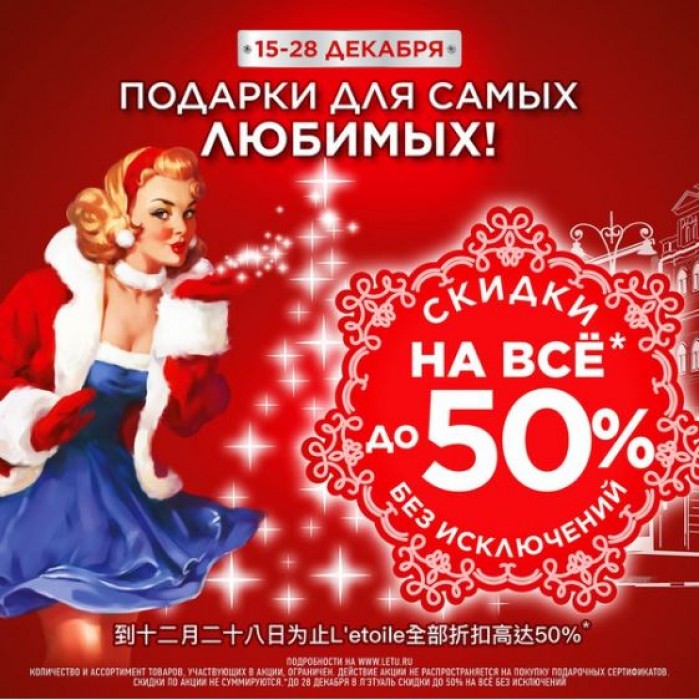 15-28 ДЕКАБРЯ
ПОДАРКИ ДЛЯ САМЫХ
ЛЮБИМЫХ!
СКИДКИ
НА ВСЁ*
ДО 50%
БЕЗ ИСКЛЮЧЕНИЙ
到十二月二十八日为止L'etoile全部折扣高达50%*
ПОДРОБНОСТИ НА WWW.LETU.RU
КОЛИЧЕСТВО И АССОРТИМЕНТ ТОВАРОВ, УЧАСТВУЮЩИХ В АКЦИИ, ОГРАНИЧЕН. ДЕЙСТВИЕ АКЦИИ НЕ РАСПРОСТРАНЯЕТСЯ НА ПОКУПКУ ПОДАРОЧНЫХ СЕРТИФИКАТОВ.
СКИДКИ ПО АКЦИИ НЕ СУММИРУЮТСЯ.*ДО 28 ДЕКАБРЯ В Л'ЭТУАЛЬ СКИДКИ ДО 50% НА ВСЁ БЕЗ ИСКЛЮЧЕНИЙ